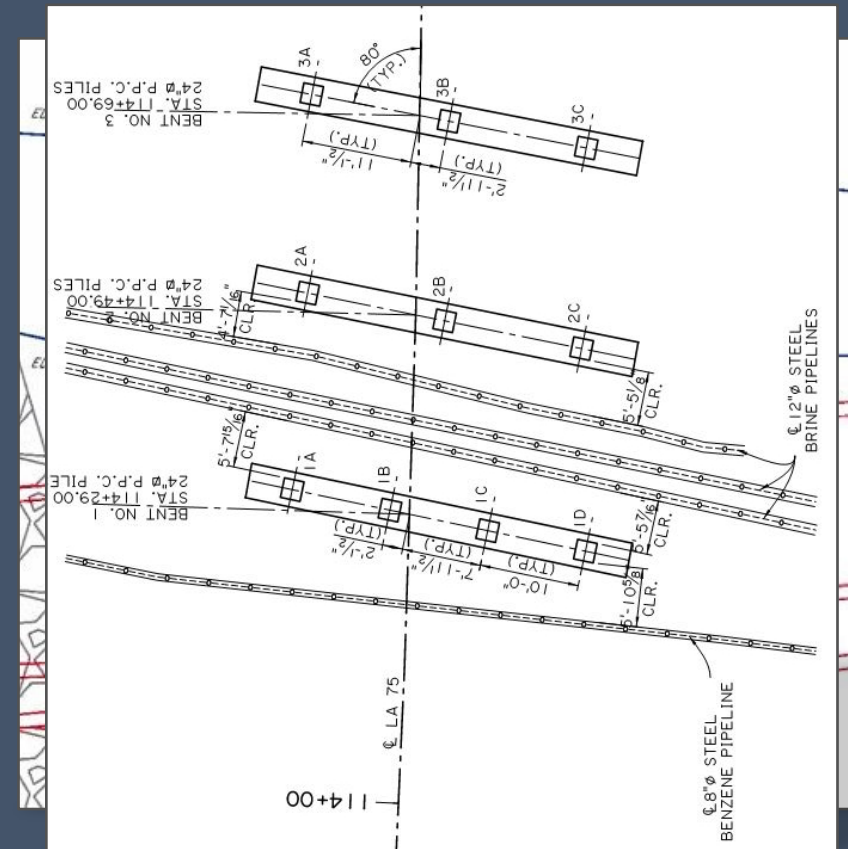 3A
80°
(TYP.)
3B
3C
BENT NO. 3
STA. 114+69.00
24"ø P.P.C. PILES
11'-1/2"
(TYP.)
2'-11 1/2"
(TYP.)
2A
2B
2C
BENT NO. 2
STA. 114+49.00
24"ø P.P.C. PILES
4'-7 1/16"
CLR.
5'-5 1/8"
CLR.
℄ 12"ø STEEL
BRINE PIPELINES
5'-7 15/16"
CLR.
1A
1B
1C
1D
BENT NO. 1
STA. 114+29.00
24"ø P.P.C. PILE
2'-1/2"
(TYP.)
7'-11 1/2"
(TYP.)
10'-0"
(TYP.)
5'-5 7/16"
CLR.
5'-10 5/8"
CLR.
℄ LA 75
114+00
℄ 8"ø STEEL
BENZENE PIPELINE